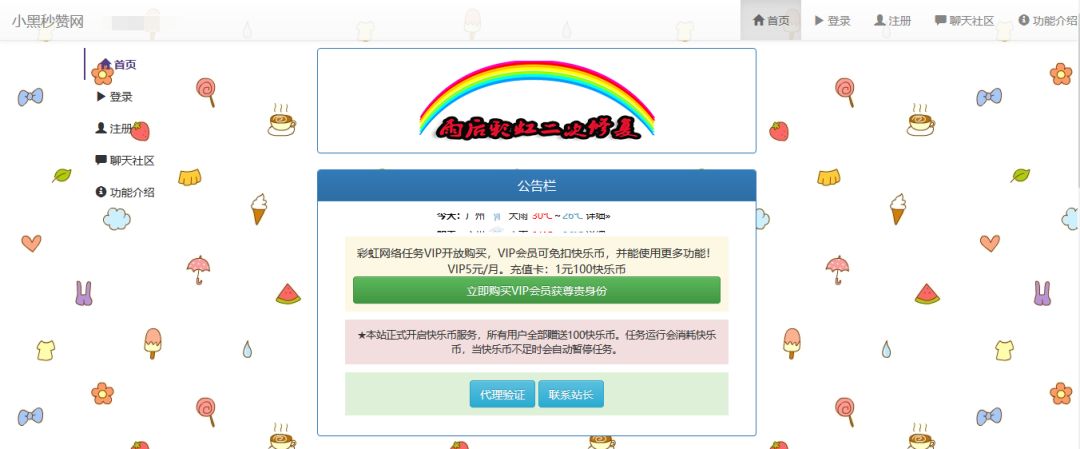 小黑秒赞网
首页
登录
注册
聊天社区
功能介绍
首页
登录
注册
聊天社区
功能介绍
雨后彩虹二次修复
公告栏
今天: 广州 大雨 30℃ ~ 26℃ 详细»
彩虹网络任务VIP开放购买，VIP会员可免扣快乐币，并能使用更多功能！
VIP5元/月。充值卡：1元100快乐币
立即购买VIP会员获尊贵身份
★本站正式开启快乐币服务，所有用户全部赠送100快乐币。任务运行会消耗快乐
币，当快乐币不足时会自动暂停任务。
代理验证
联系站长